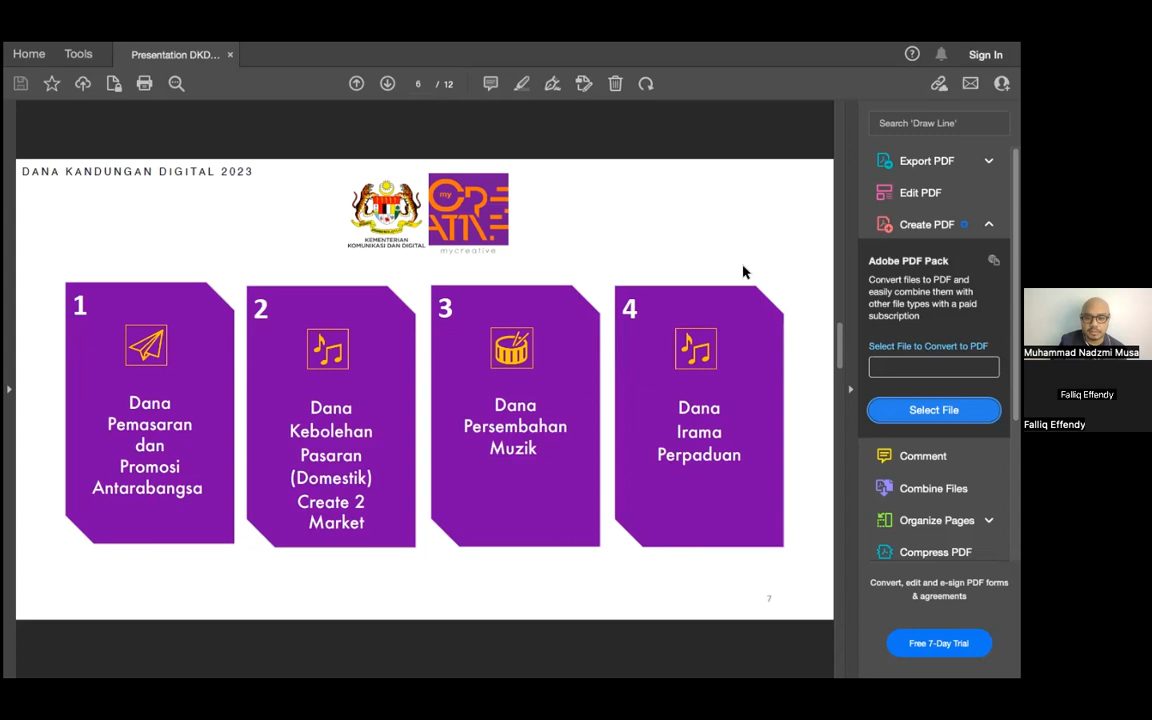 Home
Tools
Presentation DKD... ×
Sign In
6 / 12
Search 'Draw Line'
Export PDF
Edit PDF
Create PDF
Adobe PDF Pack
Convert files to PDF and
easily combine them with
other file types with a paid
subscription
Select File to Convert to PDF
Select File
Comment
Combine Files
Organize Pages
Compress PDF
Convert, edit and e-sign PDF forms
& agreements
Free 7-Day Trial
DANA KANDUNGAN DIGITAL 2023
KEMENTERIAN
KOMUNIKASI DAN DIGITAL
my
CRE
ATIVE
mycreative
1
Dana
Pemasaran
dan
Promosi
Antarabangsa
2
Dana
Kebolehan
Pasaran
(Domestik)
Create 2
Market
3
Dana
Persembahan
Muzik
4
Dana
Irama
Perpaduan
7
Muhammad Nadzmi Musa
Falliq Effendy
Falliq Effendy